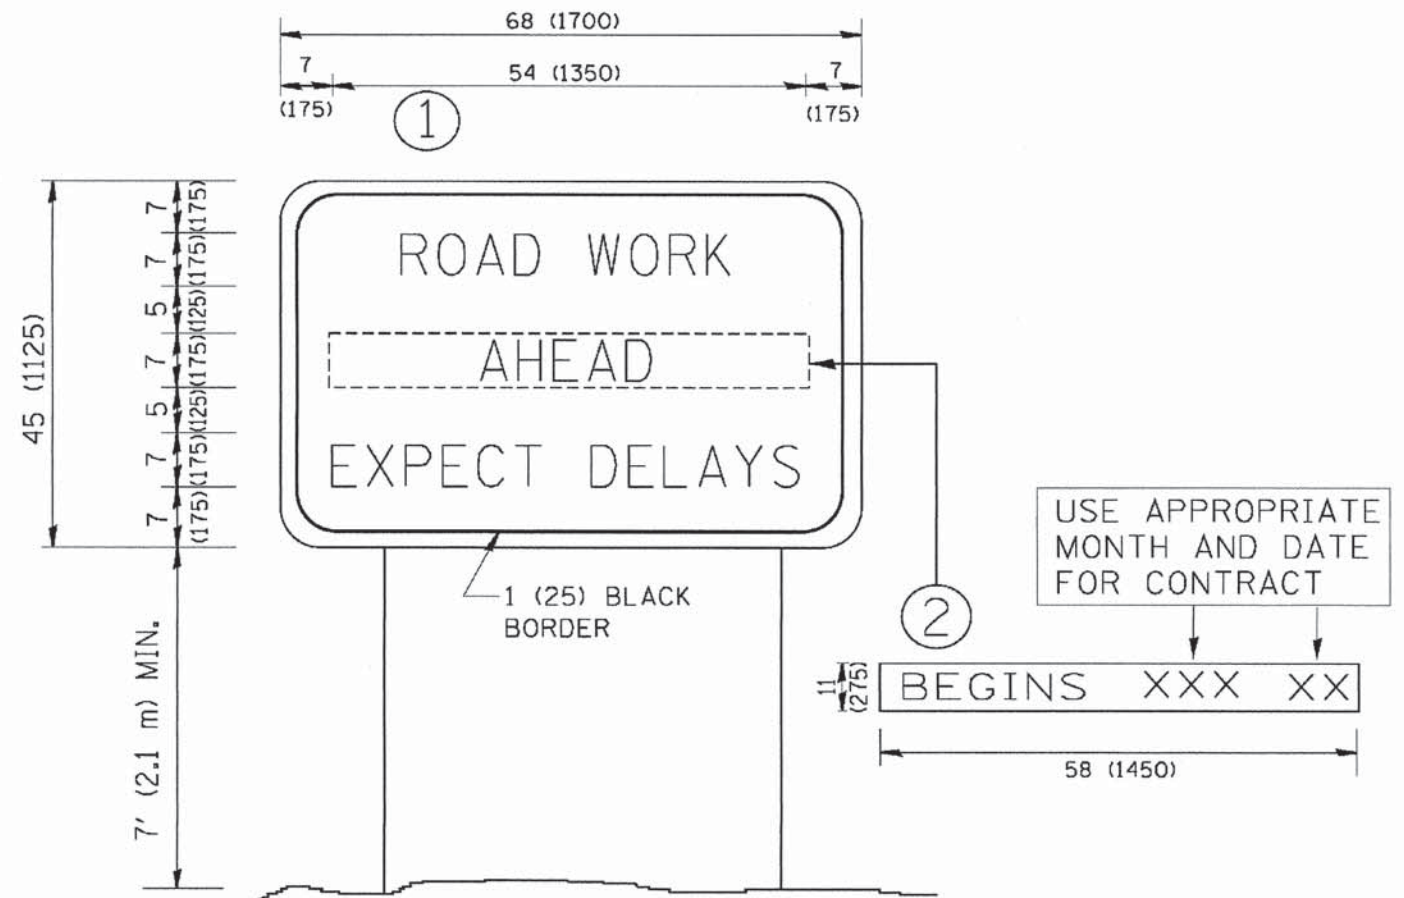 68 (1700)
7 54 (1350) 7
(175) (175)
1
45 (1125)
7 (175)
7 (175)
5 (125)
7 (175)
5 (125)
7 (175)
7 (175)
ROAD WORK
AHEAD
EXPECT DELAYS
1 (25) BLACK
BORDER
7' (2.1 m) MIN.
USE APPROPRIATE
MONTH AND DATE
FOR CONTRACT
2
11
(275)
BEGINS XXX XX
58 (1450)